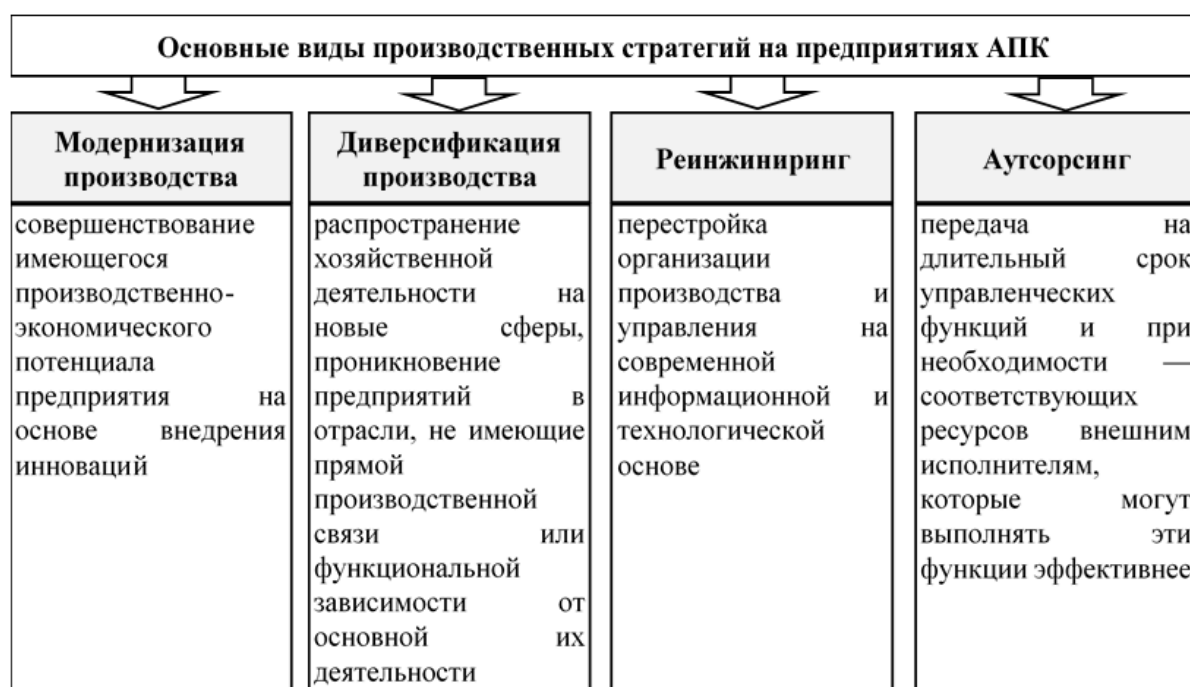 Основные виды производственных стратегий на предприятиях АПК
Модернизация
производства
совершенствование
имеющегося
производственно-
экономического
потенциала
предприятия на
основе внедрения
инноваций
Диверсификация
производства
распространение
хозяйственной
деятельности на
новые сферы,
проникновение
предприятий в
отрасли, не имеющие
прямой
производственной
связи или
функциональной
зависимости от
основной их
деятельности
Реинжиниринг
перестройка
организации
производства и
управления на
современной
информационной и
технологической
основе
Аутсорсинг
передача на
длительный срок
управленческих
функций и при
необходимости —
соответствующих
ресурсов внешним
исполнителям,
которые могут
выполнять эти
функции эффективнее